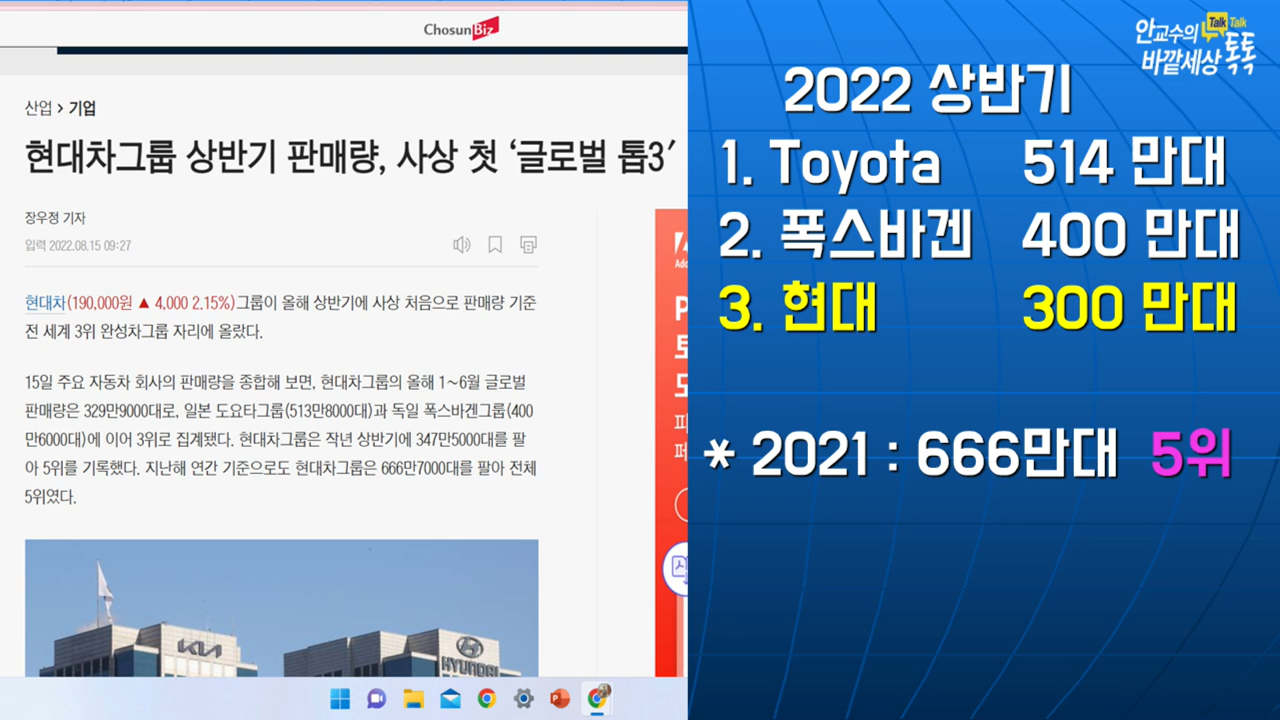 ChosunBiz
산업 > 기업
현대차그룹 상반기 판매량, 사상 첫 ‘글로벌 톱3′
장우정 기자
입력 2022.08.15 09:27
현대차(190,000원 ▲ 4,000 2.15%)그룹이 올해 상반기에 사상 처음으로 판매량 기준
전 세계 3위 완성차그룹 자리에 올랐다.
15일 주요 자동차 회사의 판매량을 종합해 보면, 현대차그룹의 올해 1~6월 글로벌
판매량은 329만9000대로, 일본 도요타그룹(513만8000대)과 독일 폭스바겐그룹(400
만6000대)에 이어 3위로 집계됐다. 현대차그룹은 작년 상반기에 347만5000대를 팔
아 5위를 기록했다. 지난해 연간 기준으로도 현대차그룹은 666만7000대를 팔아 전체
5위였다.
KIA
HYUNDAI
안교수의 Talk Talk
바깥세상 톡톡
2022 상반기
1. Toyota 514 만대
2. 폭스바겐 400 만대
3. 현대 300 만대
* 2021 : 666만대 5위